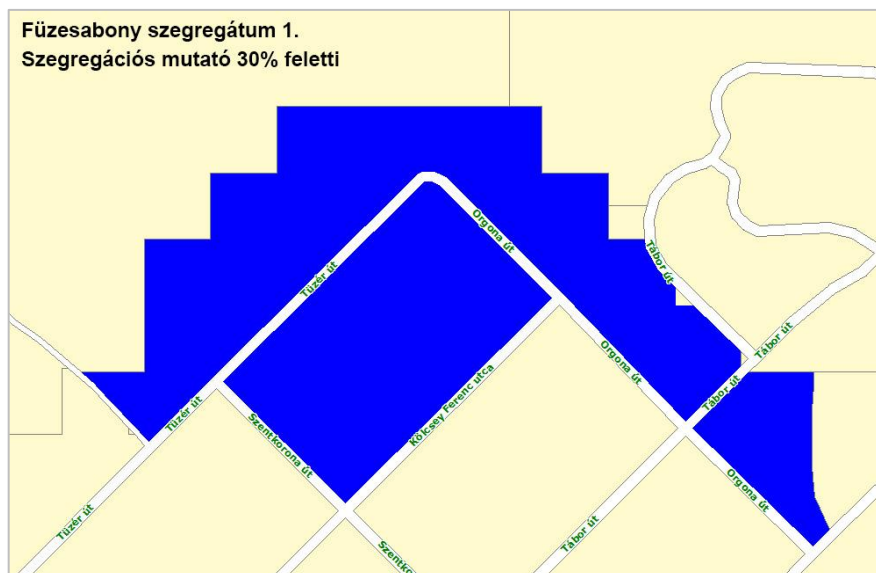 Füzesabony szegregátum 1.
Szegregációs mutató 30% feletti
Orgona út
Tüzér út
Tábor út
Tábor út
Orgona út
Kölcsey Ferenc utca
Tábor út
Tüzér út
Szentkorona út
Orgona út
Tüzér út
Tábor út
Szentkorona